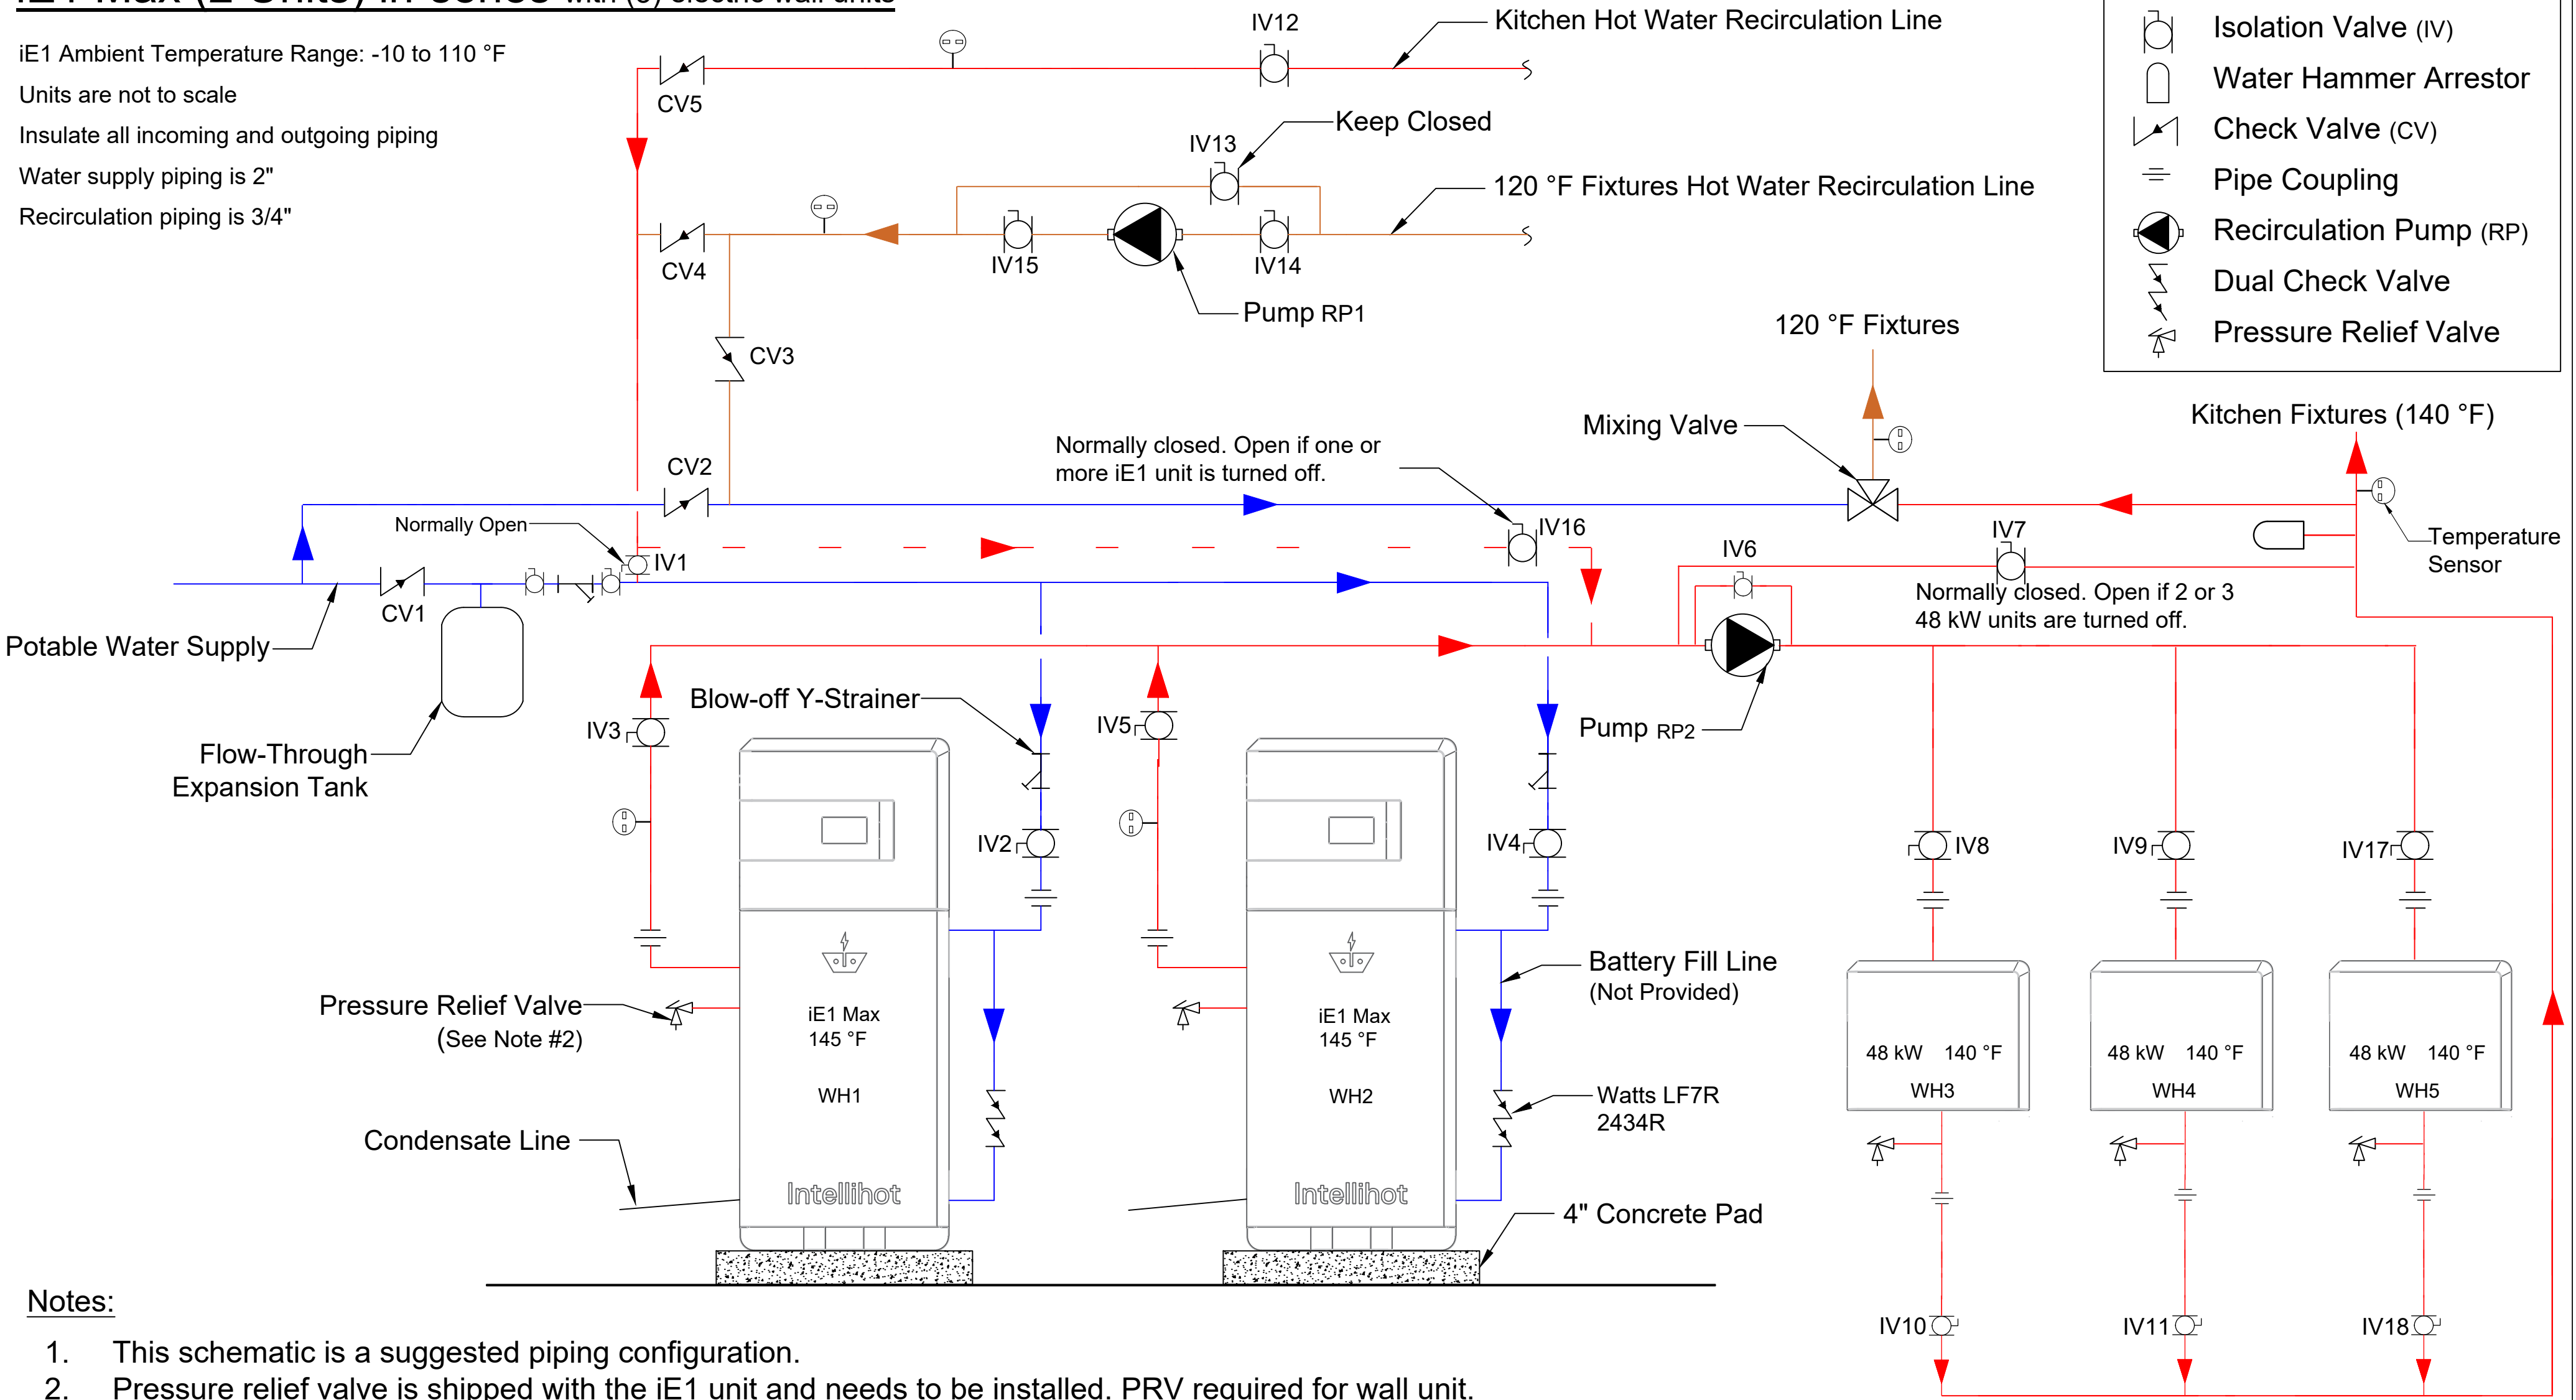 iE1 Ambient Temperature Range: -10 to 110 °F
Units are not to scale
Insulate all incoming and outgoing piping
Water supply piping is 2"
Recirculation piping is 3/4"
IV12
Kitchen Hot Water Recirculation Line
CV5
Keep Closed
IV13
120 °F Fixtures Hot Water Recirculation Line
CV4
IV15
IV14
Pump RP1
CV3
Isolation Valve (IV)
Water Hammer Arrestor
Check Valve (CV)
Pipe Coupling
Recirculation Pump (RP)
Dual Check Valve
Pressure Relief Valve
120 °F Fixtures
Kitchen Fixtures (140 °F)
Mixing Valve
Normally closed. Open if one or
more iE1 unit is turned off.
CV2
Normally Open
IV1
IV16
IV6
IV7
Temperature
Sensor
Normally closed. Open if 2 or 3
48 kW units are turned off.
CV1
Potable Water Supply
Flow-Through
Expansion Tank
Blow-off Y-Strainer
IV3
IV5
Pump RP2
IV2
IV4
IV8
IV9
IV17
Pressure Relief Valve
(See Note #2)
iE1 Max
145 °F
WH1
Intellihot
iE1 Max
145 °F
WH2
Intellihot
Battery Fill Line
(Not Provided)
Watts LF7R
2434R
48 kW 140 °F
WH3
48 kW 140 °F
WH4
48 kW 140 °F
WH5
Condensate Line
4" Concrete Pad
IV10
IV11
IV18
Notes:
1. This schematic is a suggested piping configuration.
2. Pressure relief valve is shipped with the iE1 unit and needs to be installed. PRV required for wall unit.